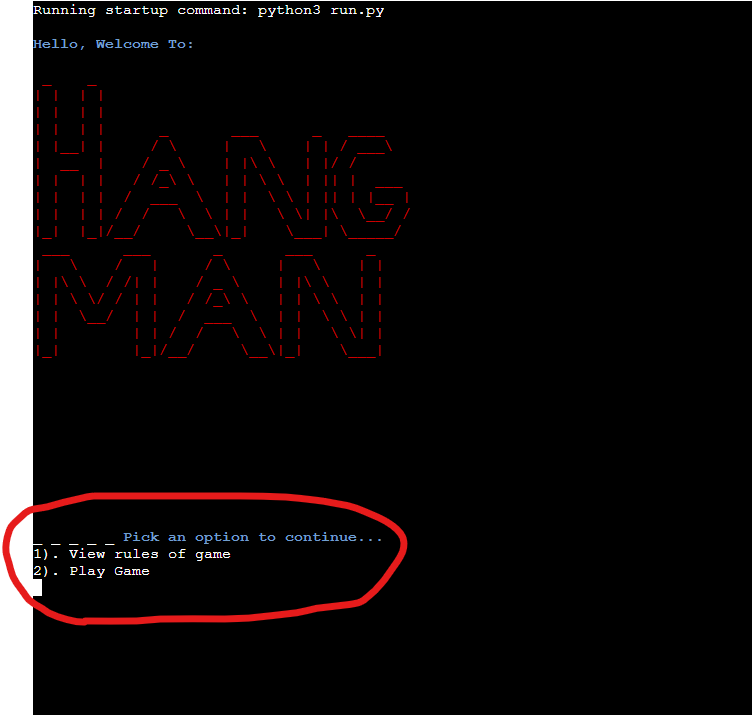 Running startup command: python3 run.py
Hello, Welcome To:
HANG
MAN
_ _ _ _ _ Pick an option to continue...
1). View rules of game
2). Play Game